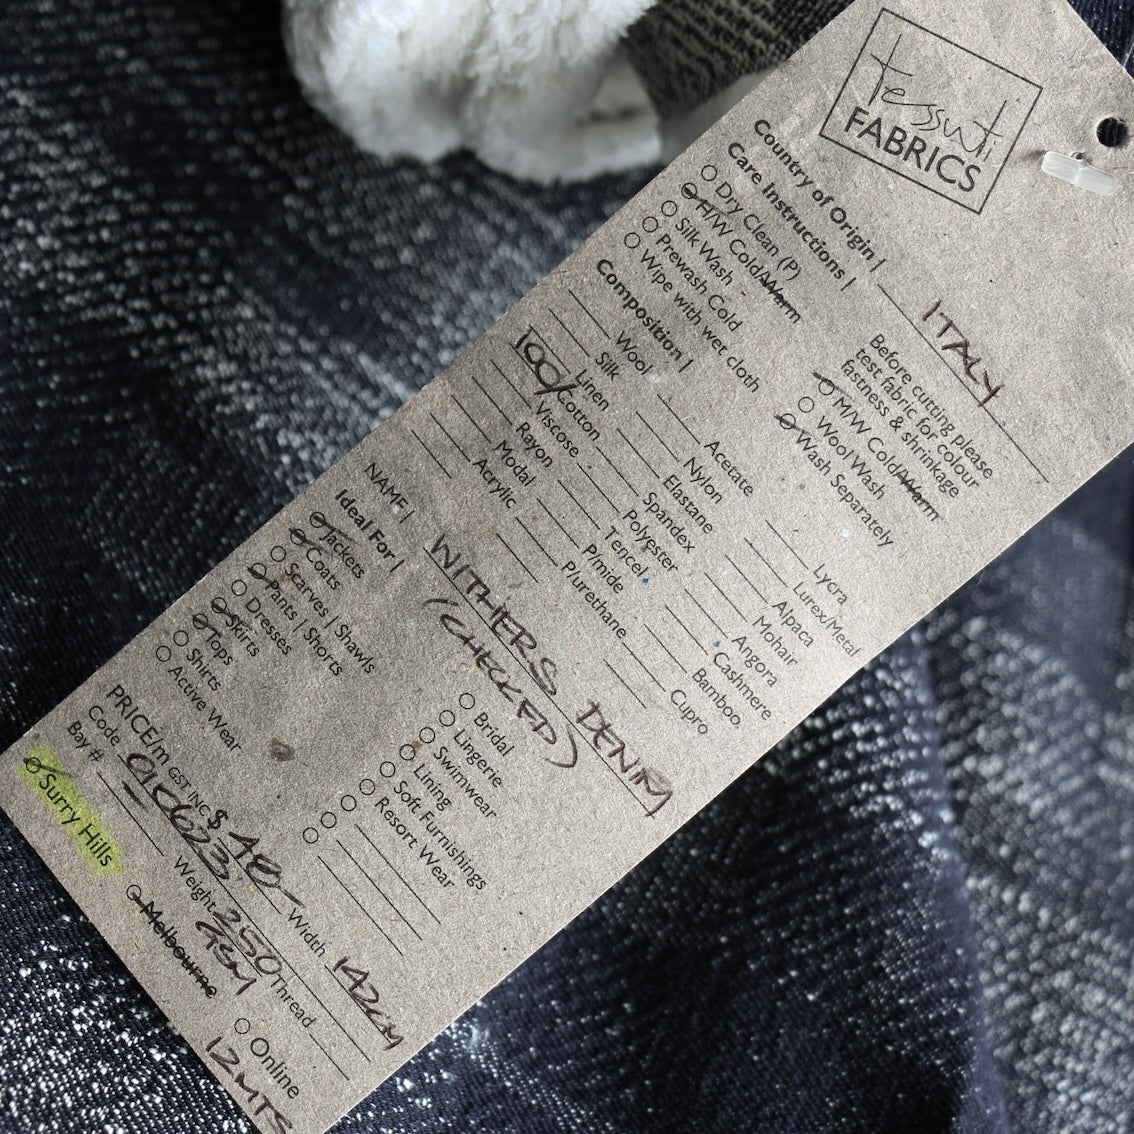 tessuti
FABRICS
Country of Origin | ITALY
Care Instructions |
Dry Clean (P)
H/W Cold/Warm
Silk Wash
Prewash Cold
Wipe with wet cloth
Before cutting please
test fabric for colour
fastness & shrinkage
M/W Cold/Warm
Wool Wash
Wash Separately
Composition |
Wool
Silk
Linen
100/ Cotton
Viscose
Rayon
Modal
Acrylic
Acetate
Nylon
Elastane
Spandex
Polyester
Tencel
P/mide
P/urethane
Lycra
Lurex/Metal
Alpaca
Mohair
Angora
Cashmere
Bamboo
Cupro
NAME | WITHERS DENIM
(CHECKED)
Ideal For |
Jackets
Coats
Scarves | Shawls
Pants | Shorts
Dresses
Skirts
Tops
Shirts
Active Wear
Bridal
Lingerie
Swimwear
Lining
Soft Furnishings
Resort Wear
PRICE/m GST INC $ 48- Width 142cm
Code Weight 250 Thread
GSM
Bay #
Surry Hills
Melbourne
Online
12 MTS